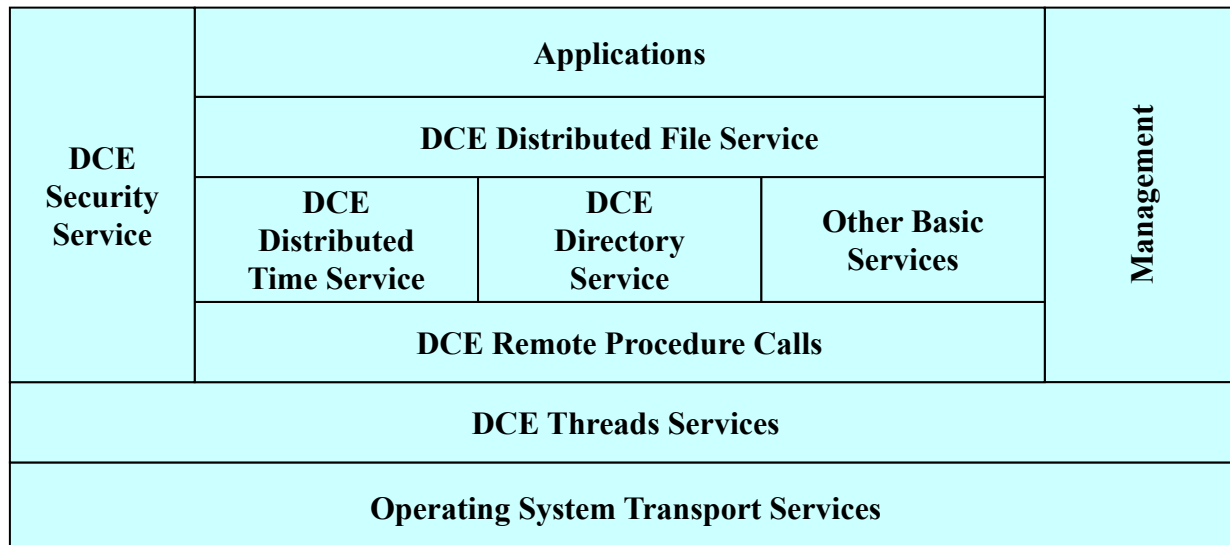 Applications
DCE Distributed File Service
DCE
Security
Service
DCE
Distributed
Time Service
DCE
Directory
Service
Other Basic
Services
Management
DCE Remote Procedure Calls
DCE Threads Services
Operating System Transport Services